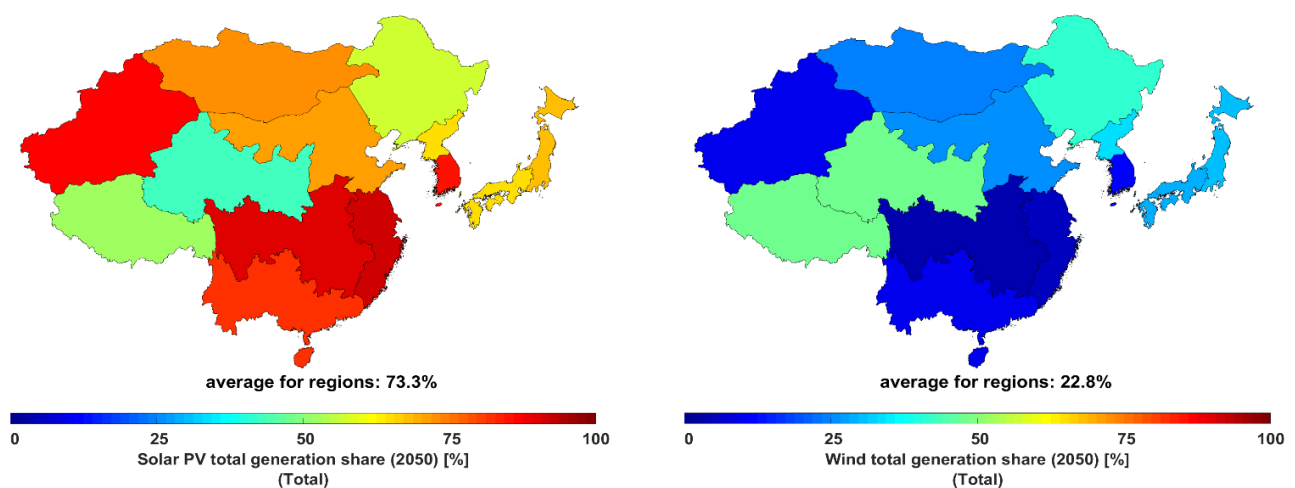 average for regions: 73.3%
0 25 50 75 100
Solar PV total generation share (2050) [%]
(Total)
average for regions: 22.8%
0 25 50 75 100
Wind total generation share (2050) [%]
(Total)